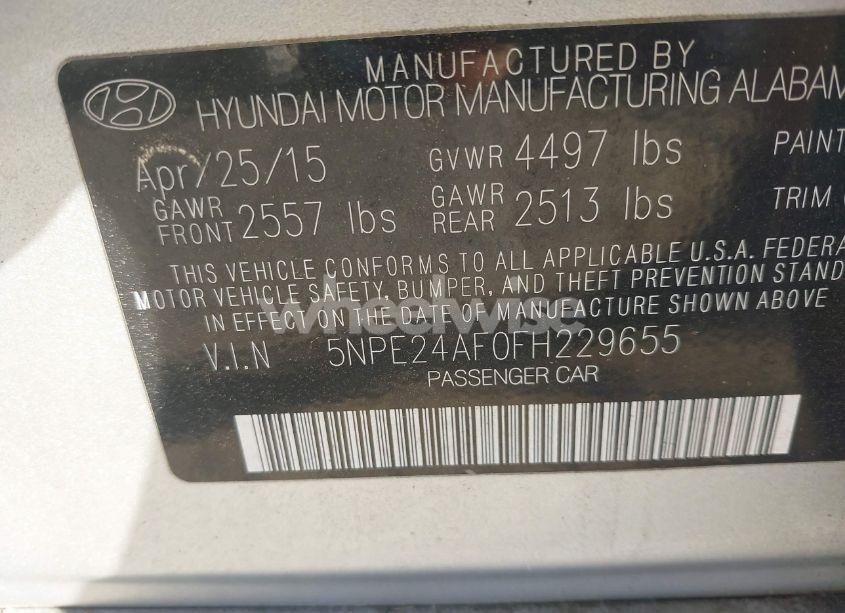 MANUFACTURED BY
HYUNDAI MOTOR MANUFACTURING ALABAM
Apr/25/15 GVWR 4497 lbs PAINT
GAWR FRONT 2557 lbs GAWR REAR 2513 lbs TRIM
THIS VEHICLE CONFORMS TO ALL APPLICABLE U.S.A. FEDERA
MOTOR VEHICLE SAFETY, BUMPER, AND THEFT PREVENTION STAND
IN EFFECT ON THE DATE OF MANUFACTURE SHOWN ABOVE
wheelwise
V.I.N 5NPE24AF0FH229655
PASSENGER CAR